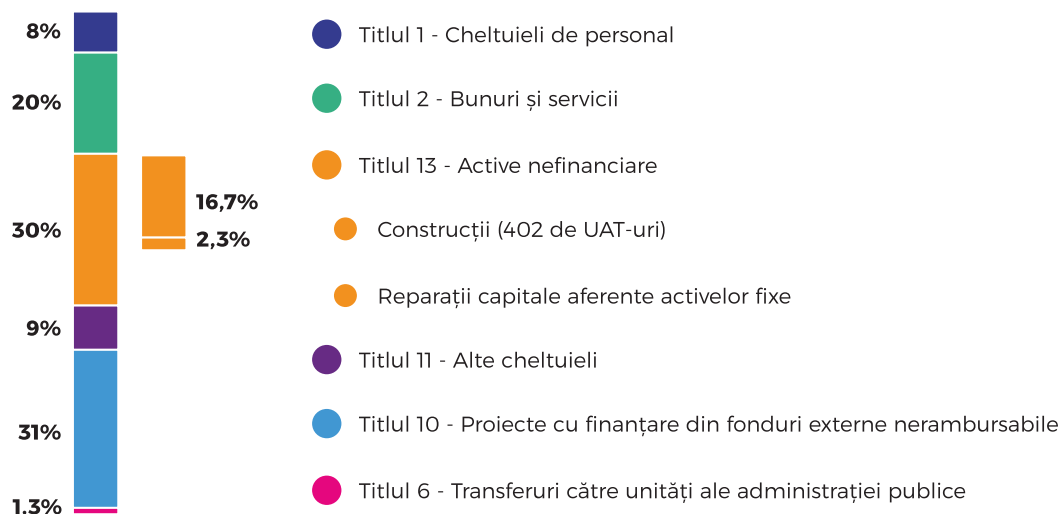 8%
20%
30%
9%
31%
1,3%
16,7%
2,3%
Titlul 1 - Cheltuieli de personal
Titlul 2 - Bunuri și servicii
Titlul 13 - Active nefinanciare
Construcții (402 de UAT-uri)
Reparații capitale aferente activelor fixe
Titlul 11 - Alte cheltuieli
Titlul 10 - Proiecte cu finanțare din fonduri externe nerambursabile
Titlul 6 - Transferuri către unități ale administrației publice